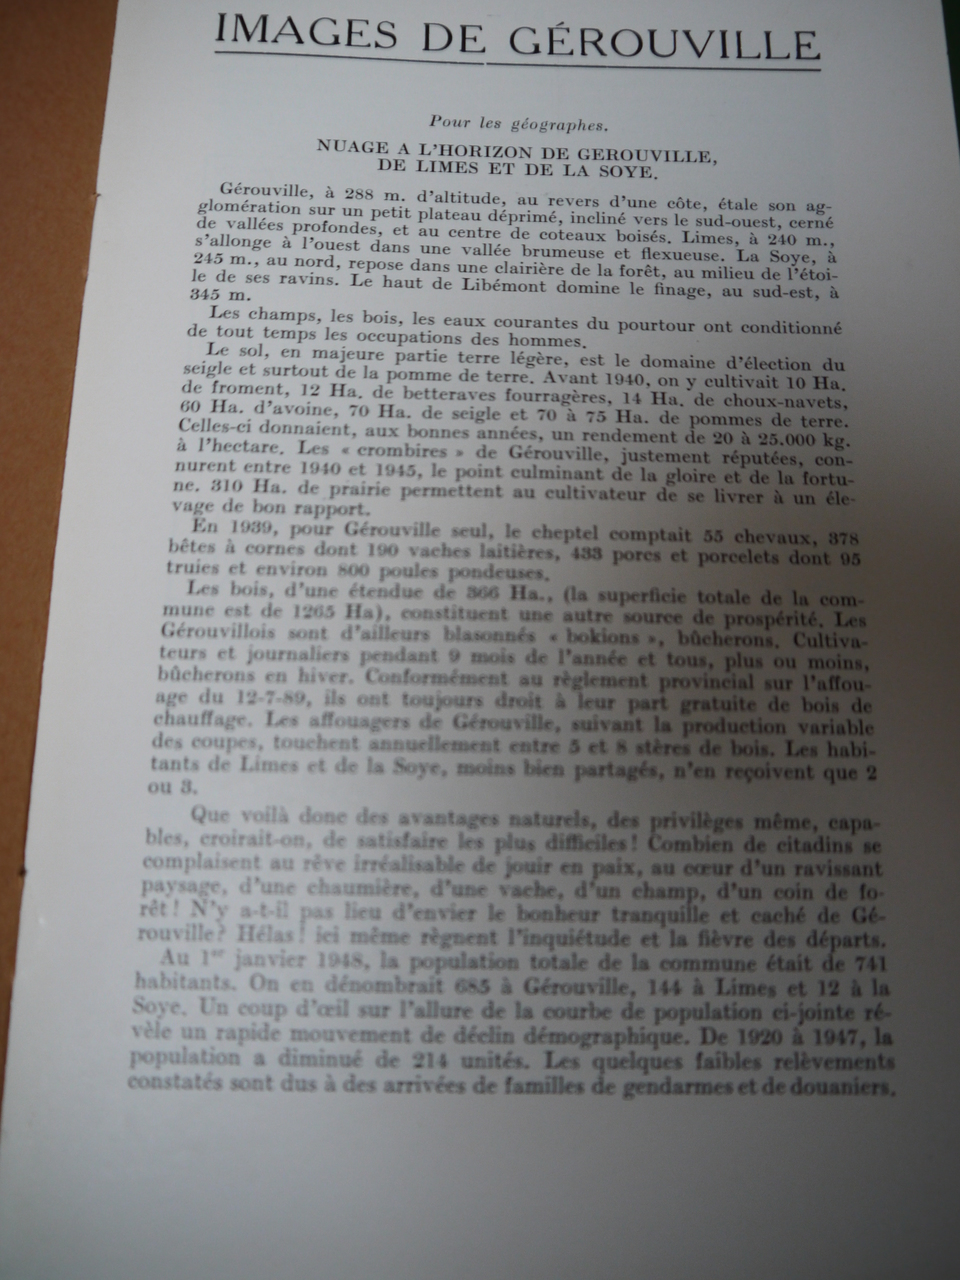 IMAGES DE GÉROUVILLE
Pour les géographes.
NUAGE A L'HORIZON DE GEROUVILLE,
DE LIMES ET DE LA SOYE.
Gérouville, à 288 m. d'altitude, au revers d'une côte, étale son ag-
glomération sur un petit plateau déprimé, incliné vers le sud-ouest, cerné
de vallées profondes, et au centre de coteaux boisés. Limes, à 240 m.,
s'allonge à l'ouest dans une vallée brumeuse et flexueuse. La Soye, à
245 m., au nord, repose dans une clairière de la forêt, au milieu de l'étoi-
le de ses ravins. Le haut de Libémont domine le finage, au sud-est, à
345 m.
Les champs, les bois, les eaux courantes du pourtour ont conditionné
de tout temps les occupations des hommes.
Le sol, en majeure partie terre légère, est le domaine d'élection du
seigle et surtout de la pomme de terre. Avant 1940, on y cultivait 10 Ha.
de froment, 12 Ha. de betteraves fourragères, 14 Ha. de choux-navets,
60 Ha. d'avoine, 70 Ha. de seigle et 70 à 75 Ha. de pommes de terre.
Celles-ci donnaient, aux bonnes années, un rendement de 20 à 25.000 kg.
à l'hectare. Les « crombires » de Gérouville, justement réputées, con-
nurent entre 1940 et 1945, le point culminant de la gloire et de la fortu-
ne. 310 Ha. de prairie permettent au cultivateur de se livrer à un éle-
vage de bon rapport.
En 1939, pour Gérouville seul, le cheptel comptait 55 chevaux, 378
bêtes à cornes dont 190 vaches laitières, 433 porcs et porcelets dont 95
truies et environ 800 poules pondeuses.
Les bois, d'une étendue de 366 Ha., (la superficie totale de la com-
mune est de 1265 Ha), constituent une autre source de prospérité. Les
Gérouvillois sont d'ailleurs blasonnés « bokions », bûcherons. Cultiva-
teurs et journaliers pendant 9 mois de l'année et tous, plus ou moins,
bûcherons en hiver. Conformément au règlement provincial sur l'affou-
age du 12-7-89, ils ont toujours droit à leur part gratuite de bois de
chauffage. Les affouagers de Gérouville, suivant la production variable
des coupes, touchent annuellement entre 5 et 8 stères de bois. Les habi-
tants de Limes et de la Soye, moins bien partagés, n'en reçoivent que 2
ou 3.
Que voilà donc des avantages naturels, des privilèges même, capa-
bles, croirait-on, de satisfaire les plus difficiles! Combien de citadins se
complaisent au rêve irréalisable de jouir en paix, au cœur d'un ravissant
paysage, d'une chaumière, d'une vache, d'un champ, d'un coin de fo-
rêt! N'y a-t-il pas lieu d'envier le bonheur tranquille et caché de Gé-
rouville? Hélas! ici même règnent l'inquiétude et la fièvre des départs.
Au 1er janvier 1948, la population totale de la commune était de 741
habitants. On en dénombrait 685 à Gérouville, 144 à Limes et 12 à la
Soye. Un coup d'œil sur l'allure de la courbe de population ci-jointe ré-
vèle un rapide mouvement de déclin démographique. De 1920 à 1947, la
population a diminué de 214 unités. Les quelques faibles relèvements
constatés sont dus à des arrivées de familles de gendarmes et de douaniers.